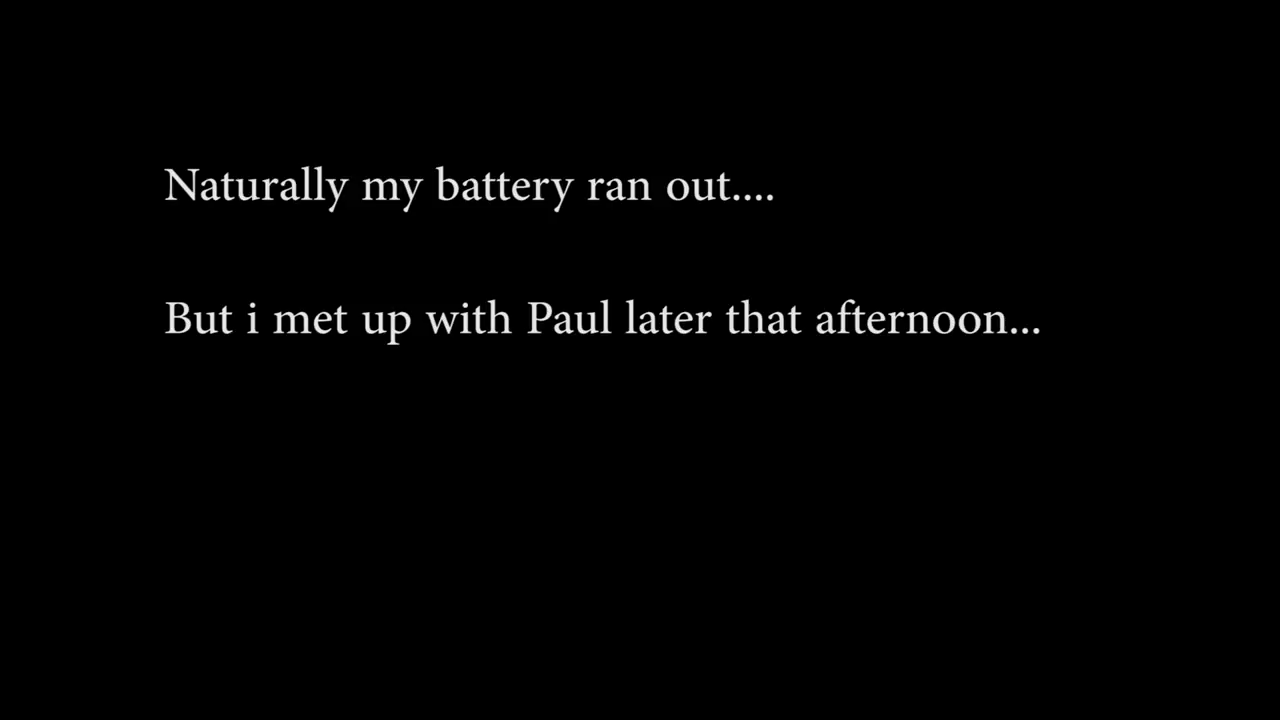 Naturally my battery ran out....
But i met up with Paul later that afternoon...